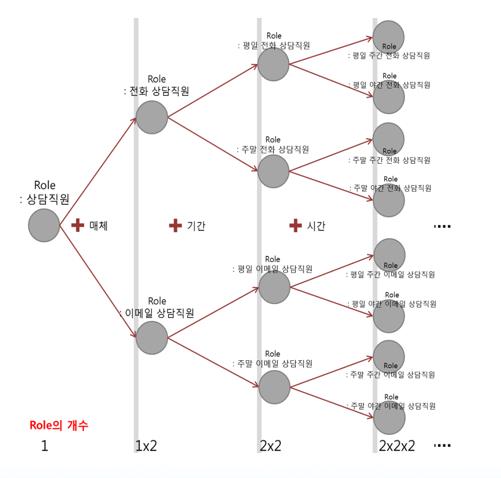 Role
: 상담직원
매체
Role
: 전화 상담직원
Role
: 이메일 상담직원
기간
Role
: 평일 전화 상담직원
Role
: 주말 전화 상담직원
Role
: 평일 이메일 상담직원
Role
: 주말 이메일 상담직원
시간
Role
: 평일 주간 전화 상담직원
Role
: 평일 야간 전화 상담직원
Role
: 주말 주간 전화 상담직원
Role
: 주말 야간 전화 상담직원
Role
: 평일 주간 이메일 상담직원
Role
: 평일 야간 이메일 상담직원
Role
: 주말 주간 이메일 상담직원
Role
: 주말 야간 이메일 상담직원
....
Role의 개수
1
1x2
2x2
2x2x2
....